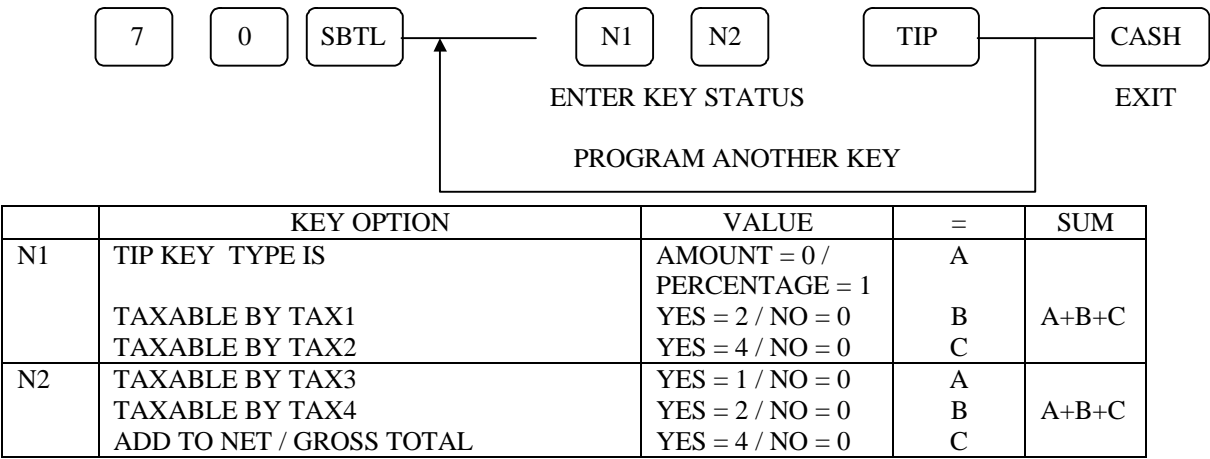 7 0 SBTL N1 N2 TIP CASH
ENTER KEY STATUS EXIT
PROGRAM ANOTHER KEY
KEY OPTION VALUE = SUM
N1 TIP KEY TYPE IS AMOUNT = 0 / A
PERCENTAGE = 1
TAXABLE BY TAX1 YES = 2 / NO = 0 B A+B+C
TAXABLE BY TAX2 YES = 4 / NO = 0 C
N2 TAXABLE BY TAX3 YES = 1 / NO = 0 A
TAXABLE BY TAX4 YES = 2 / NO = 0 B A+B+C
ADD TO NET / GROSS TOTAL YES = 4 / NO = 0 C